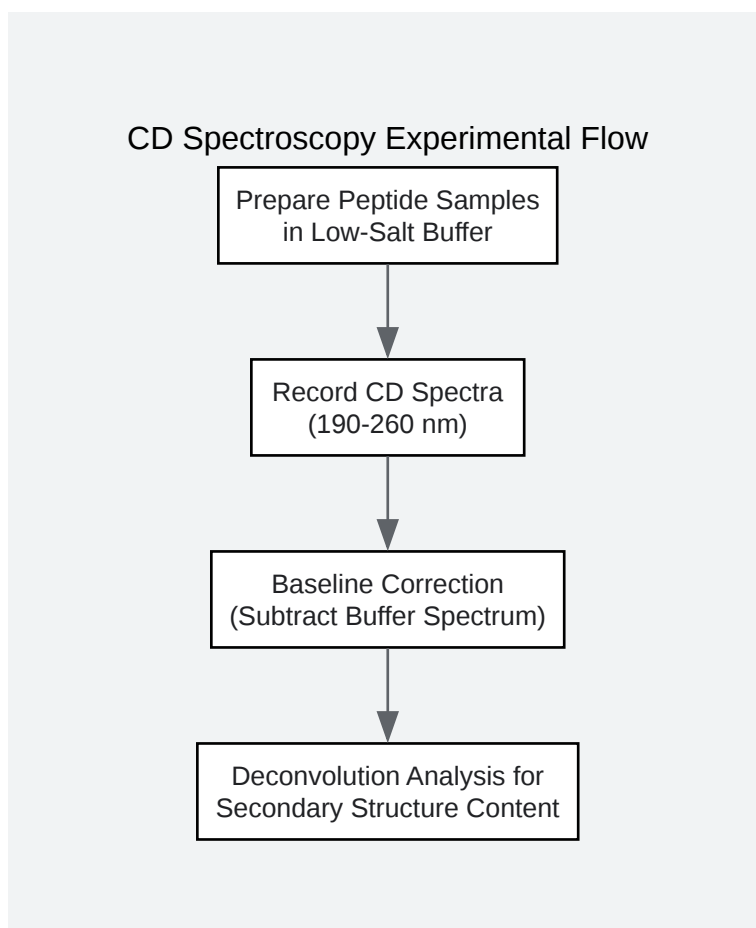 CD Spectroscopy Experimental Flow
Prepare Peptide Samples
in Low-Salt Buffer
Record CD Spectra
(190-260 nm)
Baseline Correction
(Subtract Buffer Spectrum)
Deconvolution Analysis for
Secondary Structure Content